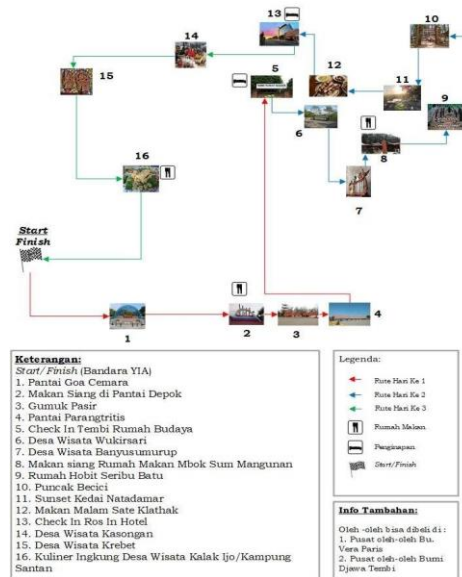 13
14
10
15
5
12
11
9
6
16
8
7
Start
Finish
1
2
3
4
Keterangan:
Start/Finish (Bandara YIA)
1. Pantai Goa Cemara
2. Makan Siang di Pantai Depok
3. Gumuk Pasir
4. Pantai Parangtritis
5. Check In Tembi Rumah Budaya
6. Desa Wisata Wukirsari
7. Desa Wisata Banyusumurup
8. Makan siang Rumah Makan Mbok Sum Mangunan
9. Rumah Hobit Seribu Batu
10. Puncak Becici
11. Sunset Kedai Natadamar
12. Makan Malam Sate Klathak
13. Check In Ros In Hotel
14. Desa Wisata Kasongan
15. Desa Wisata Krebet
16. Kuliner Ingkung Desa Wisata Kalak Ijo/Kampung
Santan
Legenda:
Rute Hari Ke 1
Rute Hari Ke 2
Rute Hari Ke 3
Rumah Makan
Penginapan
Start/Finish
Info Tambahan:
Oleh-oleh bisa dibeli di :
1. Pusat oleh-oleh Bu.
Vera Paris
2. Pusat oleh-oleh Bumi
Djawa Tembi